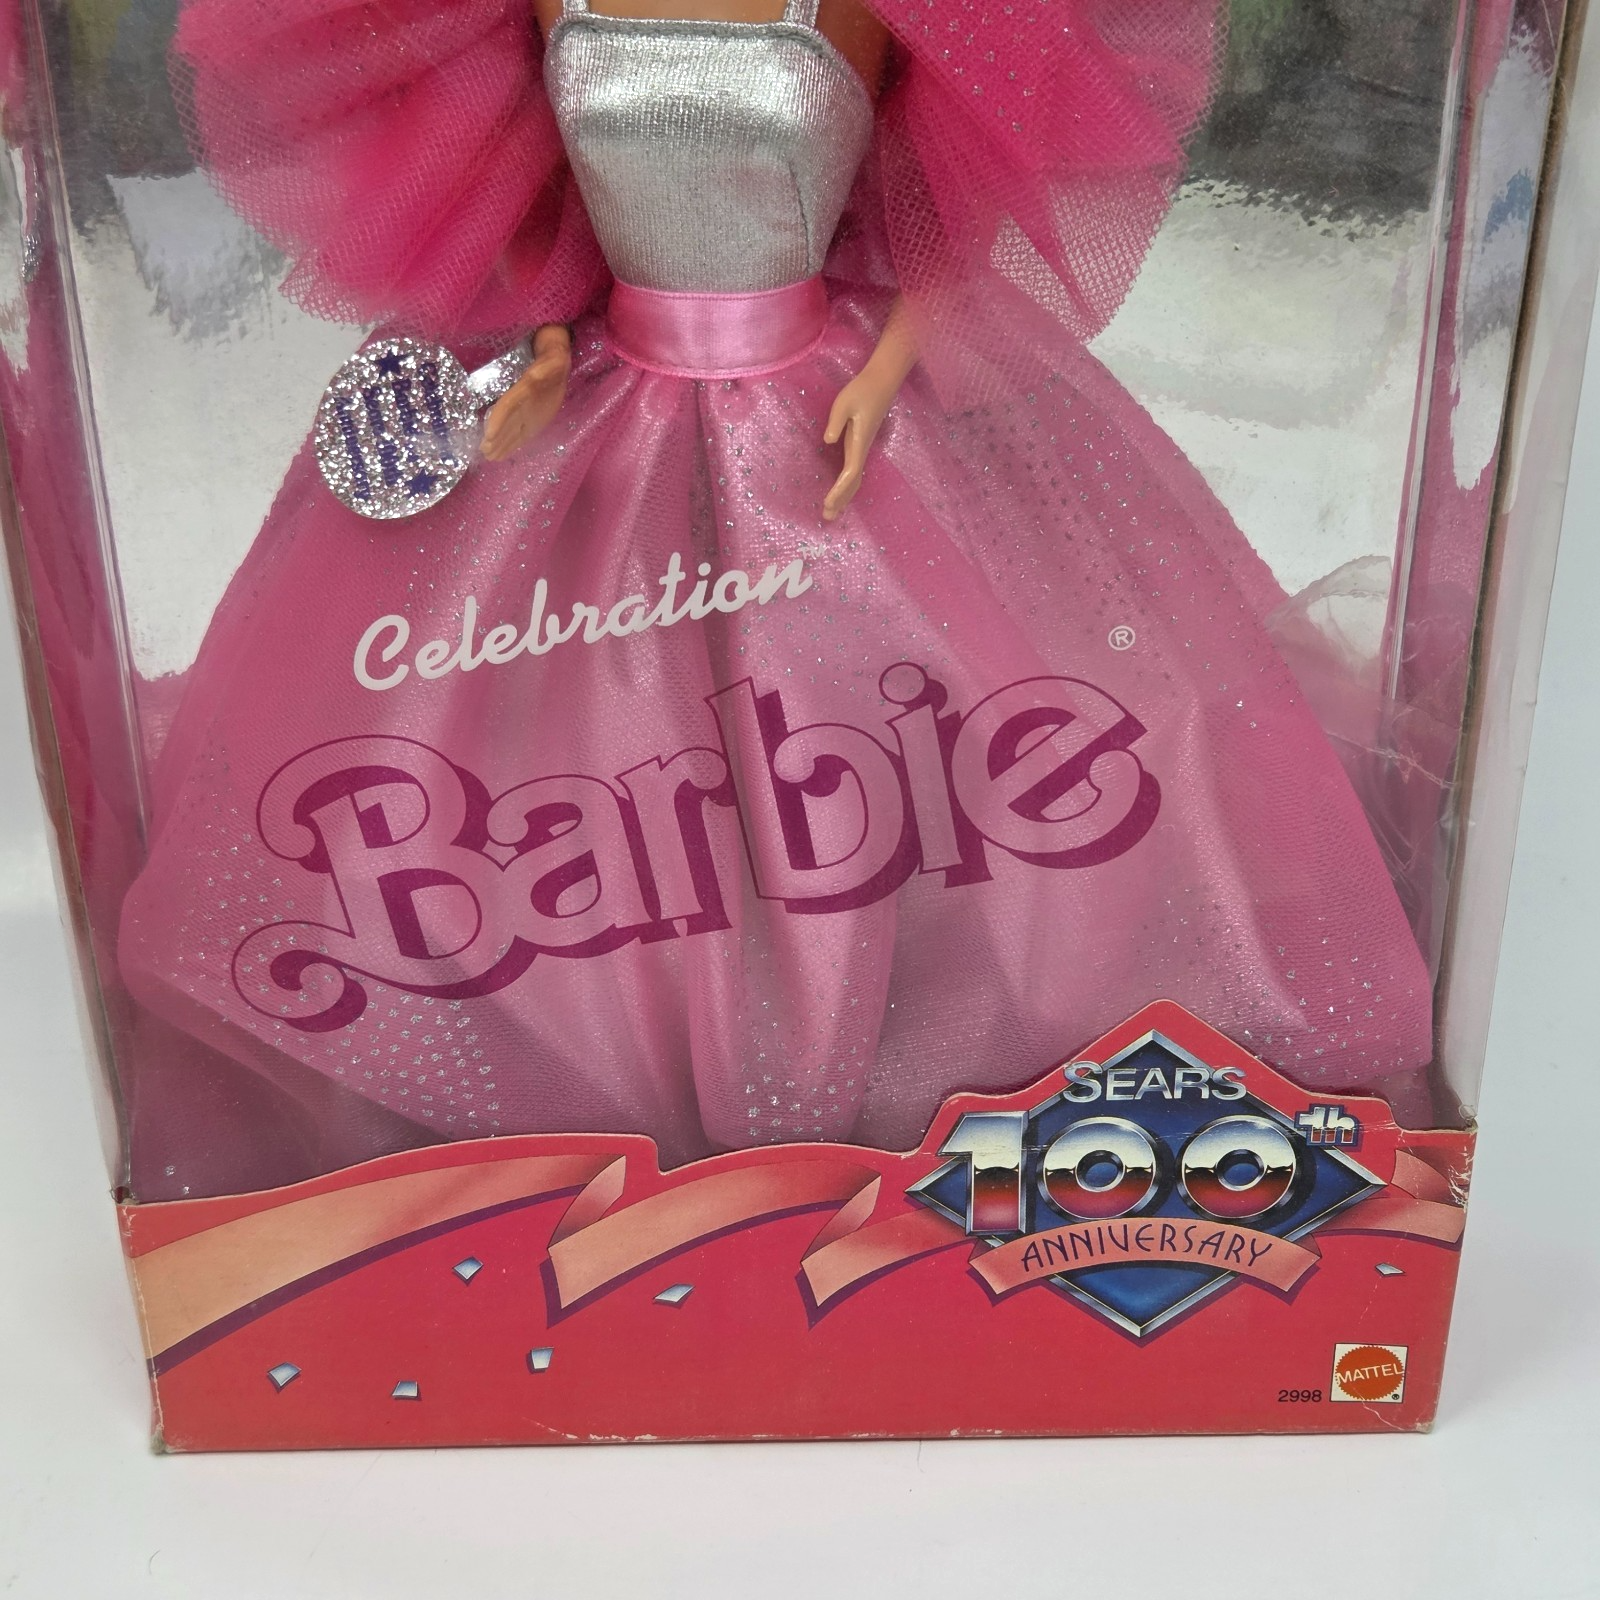 Celebration™
Barbie®
SEARS
100th
ANNIVERSARY
2998
MATTEL®